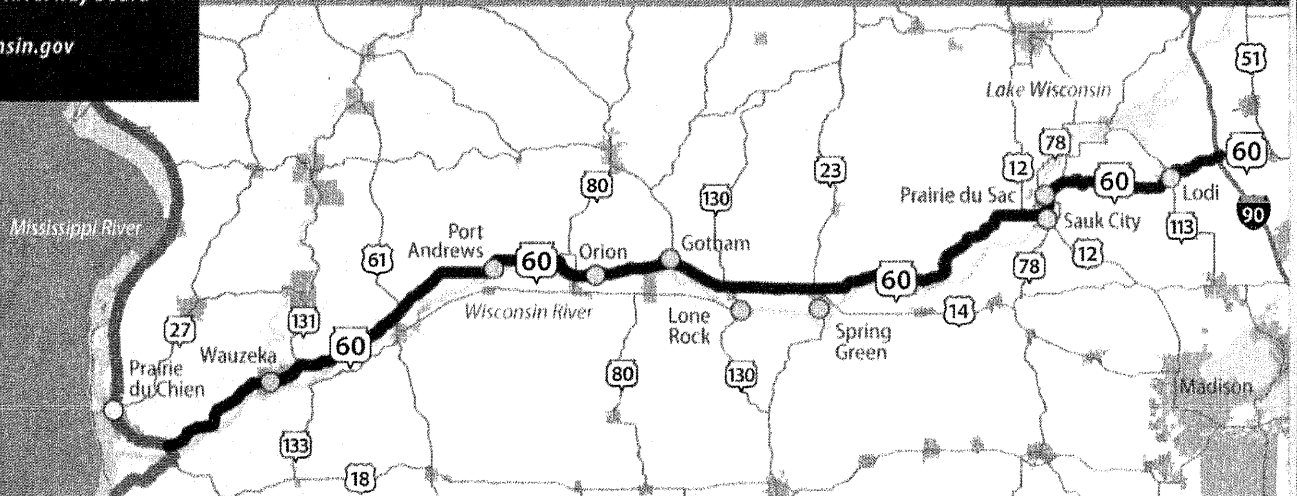 nsin.gov
51
Lake Wisconsin
78
60
12
23
80
130
60
Prairie du Sac
Lodi
90
Mississippi River
Port
Andrews
60
Orion
Gotham
Sauk City
113
61
60
78
12
27
131
Wisconsin River
Lone
Rock
14
Spring
Green
60
Wauzeka
Prairie
du Chien
80
130
Madison
133
18